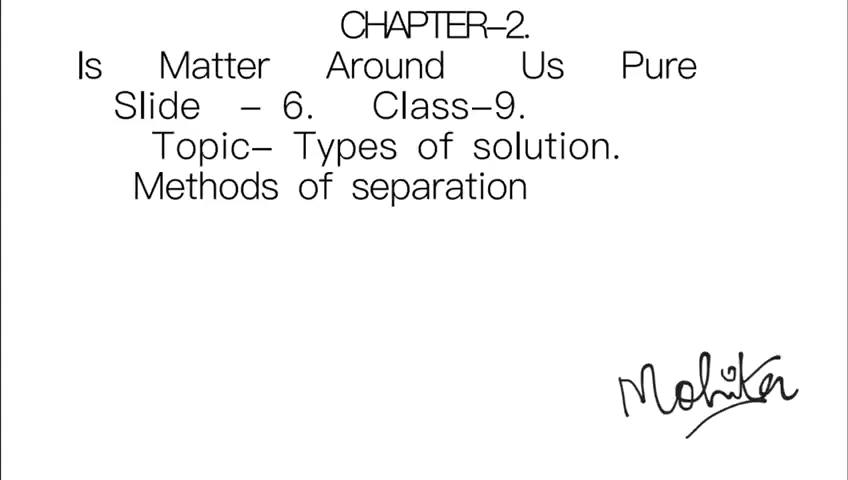 CHAPTER-2.
Is Matter Around Us Pure
Slide - 6. Class-9.
Topic- Types of solution.
Methods of separation
Mohita